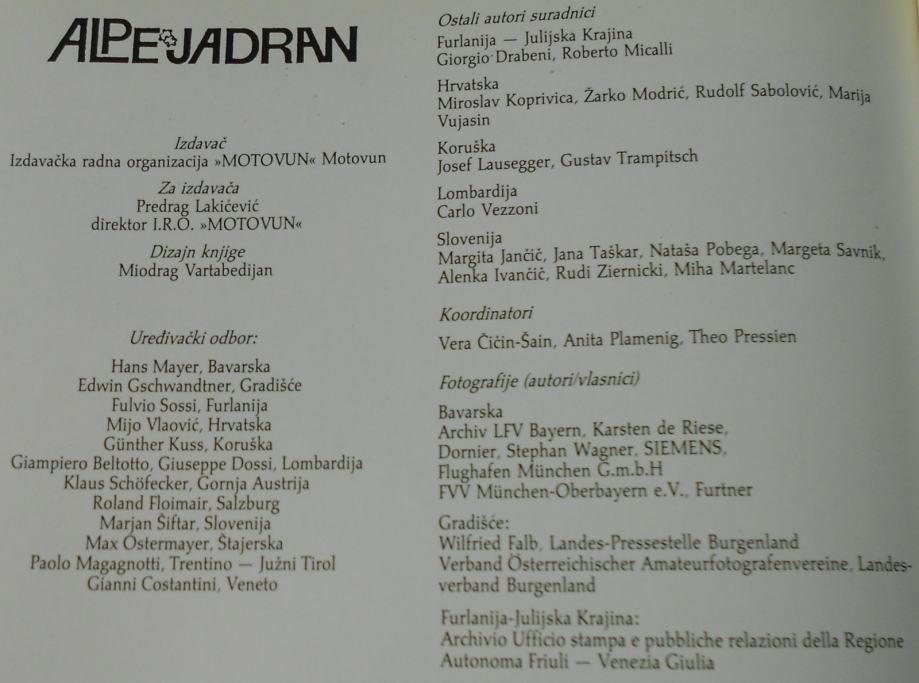 ALPE JADRAN
Izdavač
Izdavačka radna organizacija »MOTOVUN« Motovun
Za izdavača
Predrag Lakićević
direktor I.R.O. »MOTOVUN«
Dizajn knjige
Miodrag Vartabedijan
Uređivački odbor:
Hans Mayer, Bavarska
Edwin Gschwandtner, Gradišće
Fulvio Sossi, Furlanija
Mijo Vlaović, Hrvatska
Günther Kuss, Koruška
Giampiero Beltotto, Giuseppe Dossi, Lombardija
Klaus Schöfecker, Gornja Austrija
Roland Floimair, Salzburg
Marjan Šiftar, Slovenija
Max Ostermayer, Štajerska
Paolo Magagnotti, Trentino — Južni Tirol
Gianni Costantini, Veneto
Ostali autori suradnici
Furlanija — Julijska Krajina
Giorgio Drabeni, Roberto Micalli
Hrvatska
Miroslav Koprivica, Žarko Modrić, Rudolf Sabolović, Marija
Vujasin
Koruška
Josef Lausegger, Gustav Trampitsch
Lombardija
Carlo Vezzoni
Slovenija
Margita Jančič, Jana Taškar, Nataša Pobega, Margeta Savnik,
Alenka Ivančič, Rudi Ziernicki, Miha Martelanc
Koordinatori
Vera Čičin-Šain, Anita Plamenig, Theo Pressien
Fotografije (autori/vlasnici)
Bavarska
Archiv LFV Bayern, Karsten de Riese,
Dornier, Stephan Wagner, SIEMENS,
Flughafen München G.m.b.H
FVV München-Oberbayern e.V., Furtner
Gradišće:
Wilfried Falb, Landes-Pressestelle Burgenland
Verband Österreichischer Amateurfotografenvereine, Landes-
verband Burgenland
Furlanija-Julijska Krajina:
Archivio Ufficio stampa e pubbliche relazioni della Regione
Autonoma Friuli — Venezia Giulia